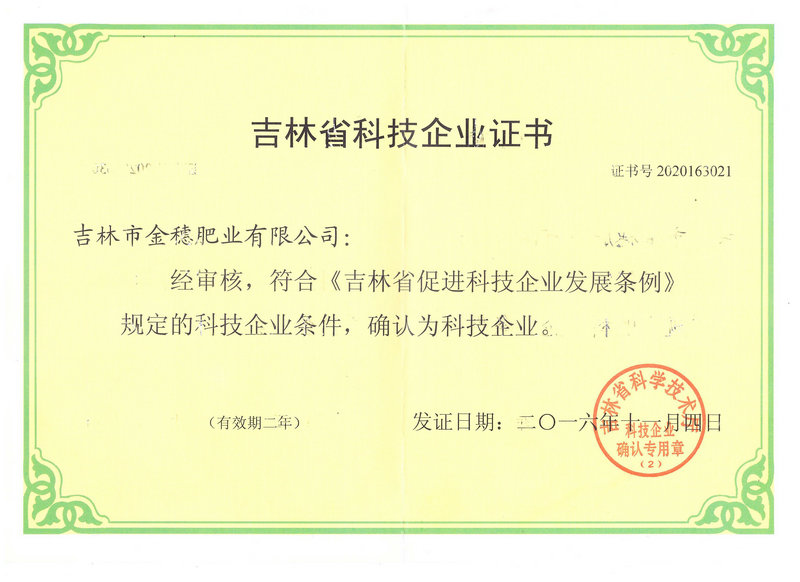 吉林省科技企业证书
证书号 2020163021
吉林市金穗肥业有限公司：
经审核，符合《吉林省促进科技企业发展条例》
规定的科技企业条件，确认为科技企业。
（有效期二年）
发证日期：二〇一六年十一月四日
吉林省科学技术厅
科技企业
确认专用章
（2）